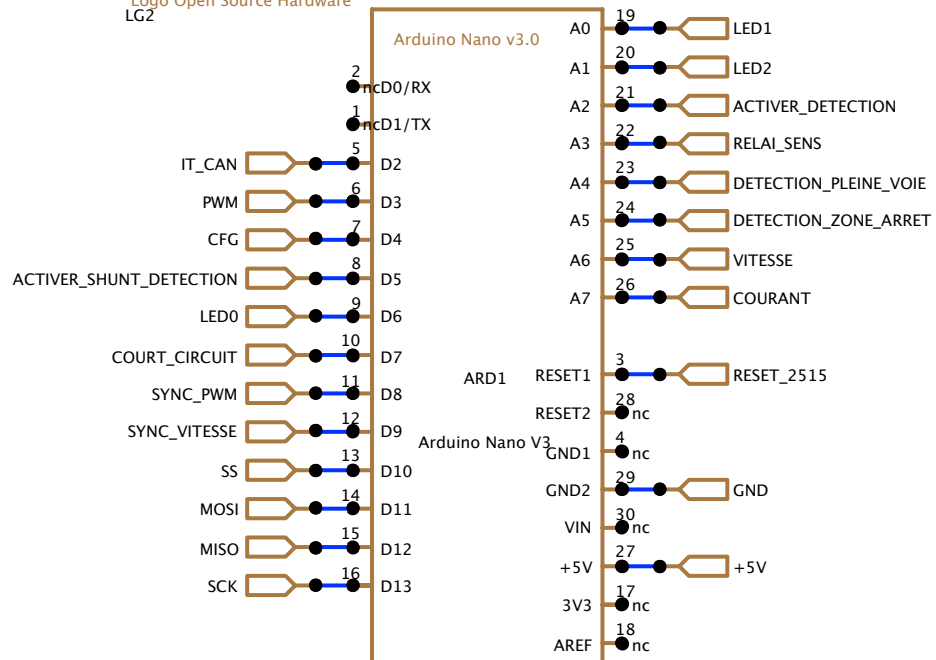 Logo Open Source Hardware
LG2
Arduino Nano v3.0
2 ncD0/RX
1 ncD1/TX
IT_CAN 5 D2
PWM 6 D3
CFG 7 D4
ACTIVER_SHUNT_DETECTION 8 D5
LED0 9 D6
COURT_CIRCUIT 10 D7
SYNC_PWM 11 D8
SYNC_VITESSE 12 D9
SS 13 D10
MOSI 14 D11
MISO 15 D12
SCK 16 D13
ARD1
Arduino Nano V3
A0 19 LED1
A1 20 LED2
A2 21 ACTIVER_DETECTION
A3 22 RELAI_SENS
A4 23 DETECTION_PLEINE_VOIE
A5 24 DETECTION_ZONE_ARRET
A6 25 VITESSE
A7 26 COURANT
RESET1 3 RESET_2515
RESET2 28 nc
GND1 4 nc
GND2 29 GND
VIN 30 nc
+5V 27 +5V
3V3 17 nc
AREF 18 nc